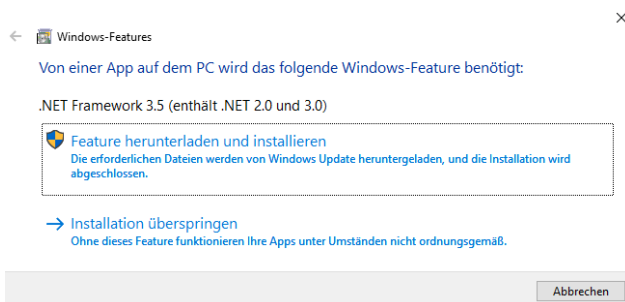 Windows-Features
Von einer App auf dem PC wird das folgende Windows-Feature benötigt:
.NET Framework 3.5 (enthält .NET 2.0 und 3.0)
Feature herunterladen und installieren
Die erforderlichen Dateien werden von Windows Update heruntergeladen, und die Installation wird
abgeschlossen.
Installation überspringen
Ohne dieses Feature funktionieren Ihre Apps unter Umständen nicht ordnungsgemäß.
Abbrechen